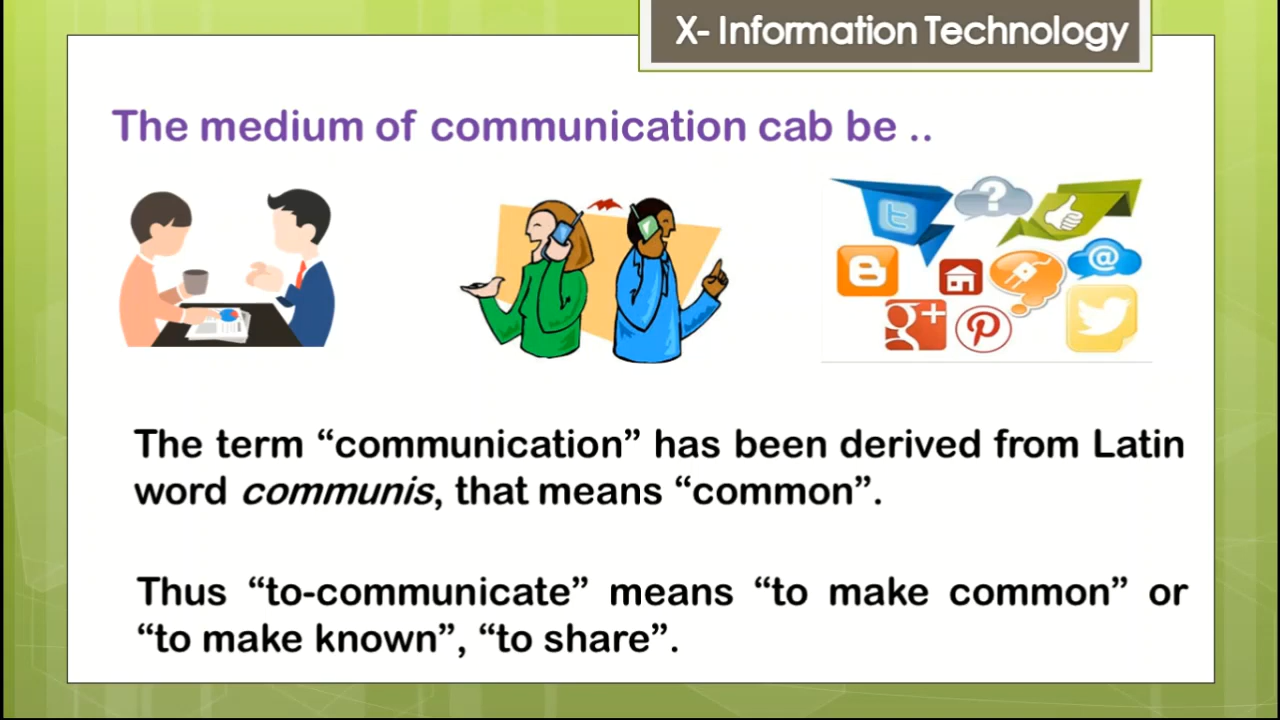 X- Information Technology
The medium of communication cab be ..
The term “communication” has been derived from Latin
word communis, that means “common”.
Thus “to-communicate” means “to make common” or
“to make known”, “to share”.